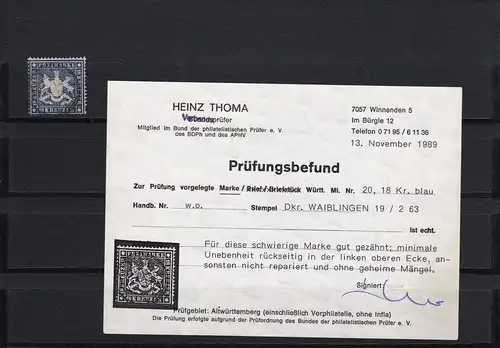 FREIMARKE
HEINZ THOMA
Verbandsprüfer
Mitglied im Bund der philatelistischen Prüfer e. V.
des BDPh und des APHV
7057 Winnenden 5
Im Bürgle 12
Telefon 0 71 95 / 6 11 36
13. November 1989
Prüfungsbefund
Zur Prüfung vorgelegte Marke / Brief / Briefstück Württ. Mi. Nr. 20, 18 Kr. blau
Handb. Nr. w.o. Stempel Dkr. WAIBLINGEN 19 / 2 63
ist echt.
Für diese schwierige Marke gut gezähnt; minimale
Unebenheit rückseitig in der linken oberen Ecke, an-
sonsten nicht repariert und ohne geheime Mängel.
Signiert:
FREIMARKE
KREUZER
Prüfgebiet: Altwürttemberg (einschließlich Vorphilatelie, ohne Infla)
Die Prüfung erfolgte aufgrund der Prüfordnung des Bundes der philatelistischen Prüfer e. V.